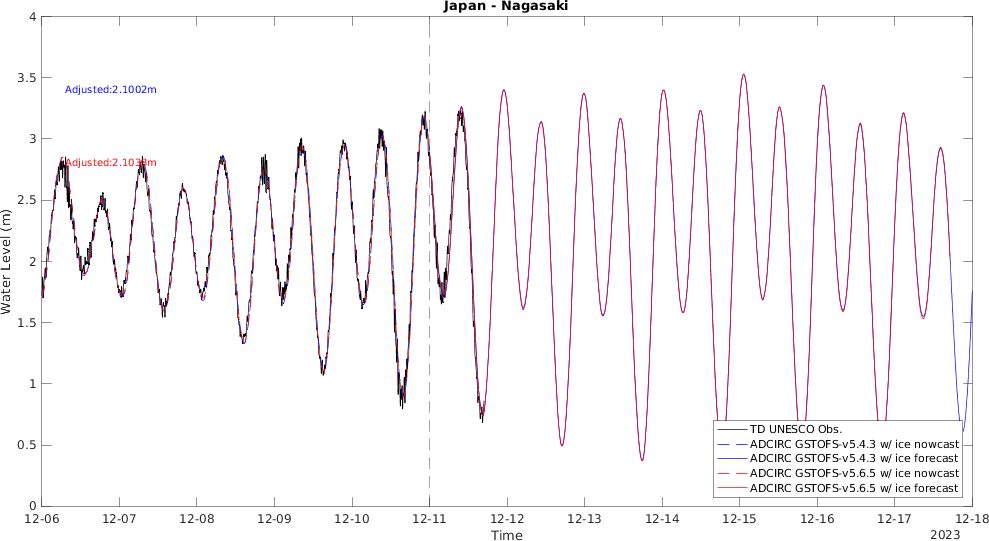 Japan - Nagasaki
4
3.5
3
2.5
2
1.5
1
0.5
0
Water Level (m)
Adjusted:2.1002m
Adjusted:2.1033m
TD UNESCO Obs.
ADCIRC GSTOFS-v5.4.3 w/ ice nowcast
ADCIRC GSTOFS-v5.4.3 w/ ice forecast
ADCIRC GSTOFS-v5.6.5 w/ ice nowcast
ADCIRC GSTOFS-v5.6.5 w/ ice forecast
12-06 12-07 12-08 12-09 12-10 12-11 12-12 12-13 12-14 12-15 12-16 12-17 12-18
Time
2023